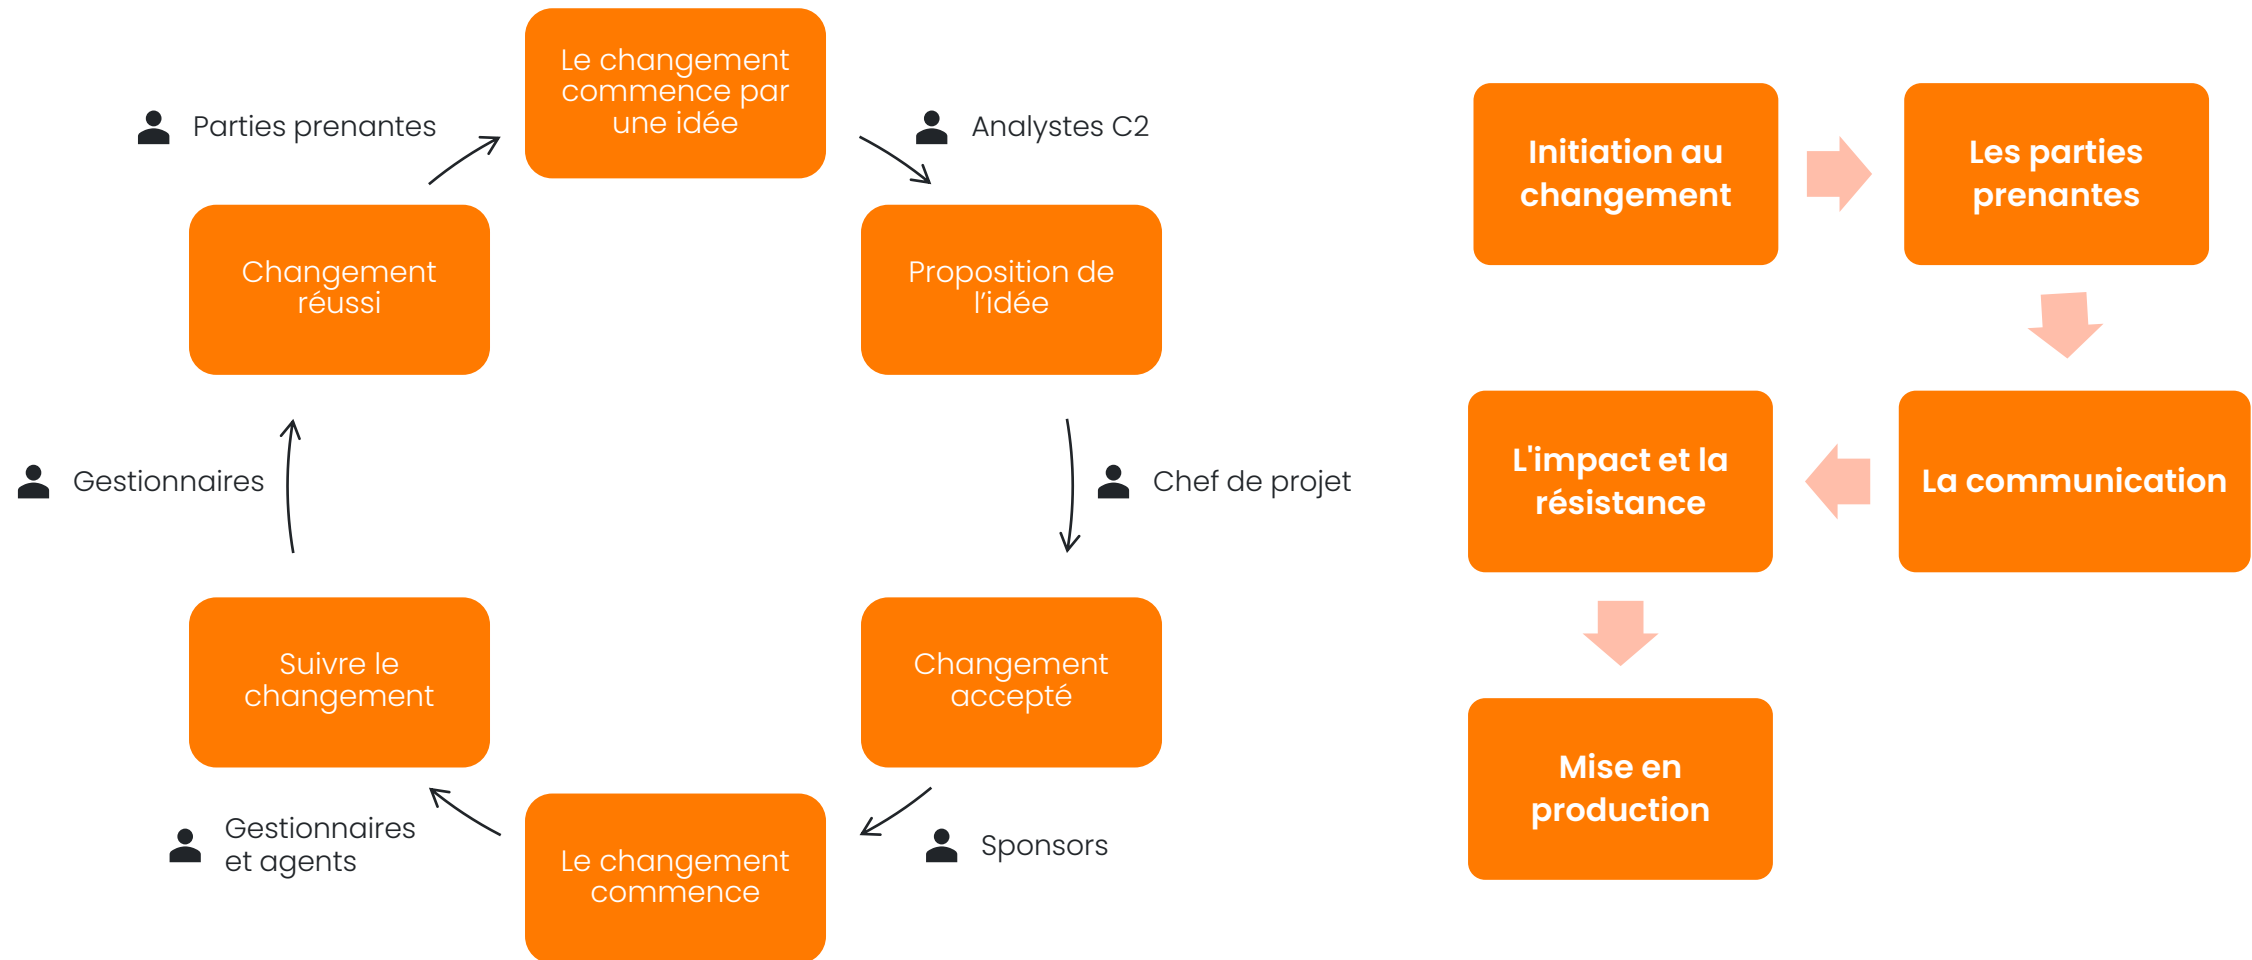 Le changement
commence par
une idée
Parties prenantes
Analystes C2
Changement
réussi
Proposition de
l’idée
Gestionnaires
Chef de projet
Suivre le
changement
Changement
accepté
Gestionnaires
et agents
Le changement
commence
Sponsors
Initiation au
changement
Les parties
prenantes
L'impact et la
résistance
La communication
Mise en
production